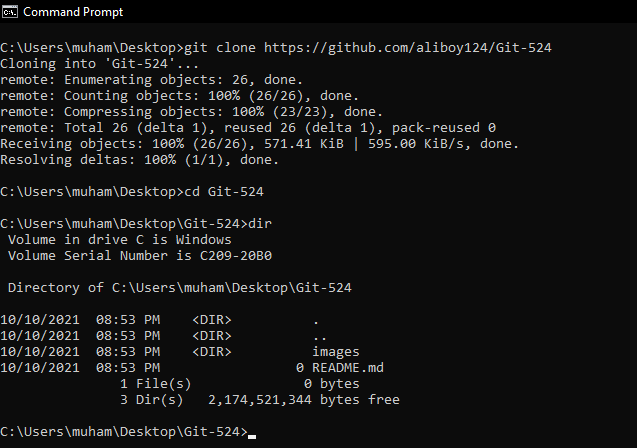 Command Prompt
C:\Users\muham\Desktop>git clone https://github.com/aliboy124/Git-524
Cloning into 'Git-524'...
remote: Enumerating objects: 26, done.
remote: Counting objects: 100% (26/26), done.
remote: Compressing objects: 100% (23/23), done.
remote: Total 26 (delta 1), reused 26 (delta 1), pack-reused 0
Receiving objects: 100% (26/26), 571.41 KiB | 595.00 KiB/s, done.
Resolving deltas: 100% (1/1), done.
C:\Users\muham\Desktop>cd Git-524
C:\Users\muham\Desktop\Git-524>dir
 Volume in drive C is Windows
 Volume Serial Number is C209-20B0
 Directory of C:\Users\muham\Desktop\Git-524
10/10/2021  08:53 PM    <DIR>          .
10/10/2021  08:53 PM    <DIR>          ..
10/10/2021  08:53 PM    <DIR>          images
10/10/2021  08:53 PM                 0 README.md
               1 File(s)              0 bytes
               3 Dir(s)   2,174,521,344 bytes free
C:\Users\muham\Desktop\Git-524>